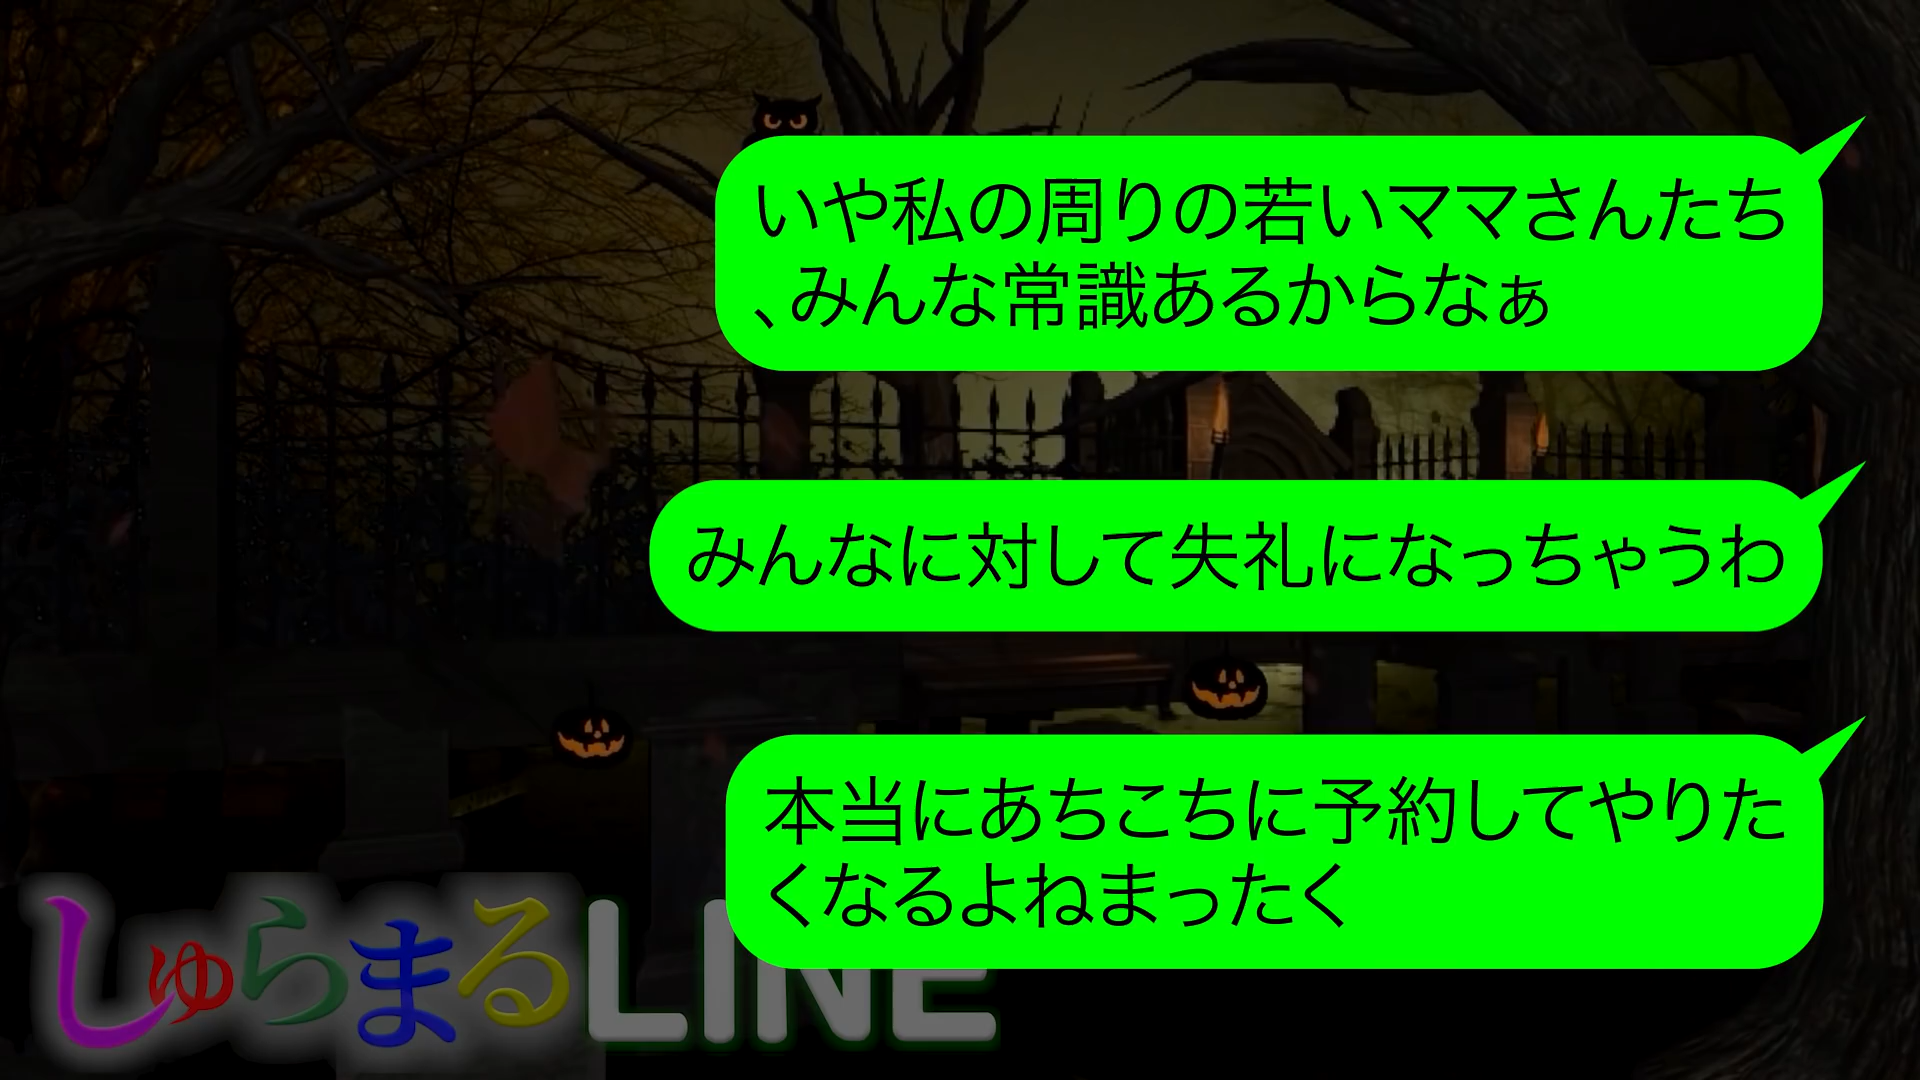 いや私の周りの若いママさんたち
、みんな常識あるからなぁ
みんなに対して失礼になっちゃうわ
本当にあちこちに予約してやりた
くなるよねまったく
しゅらまるLINE